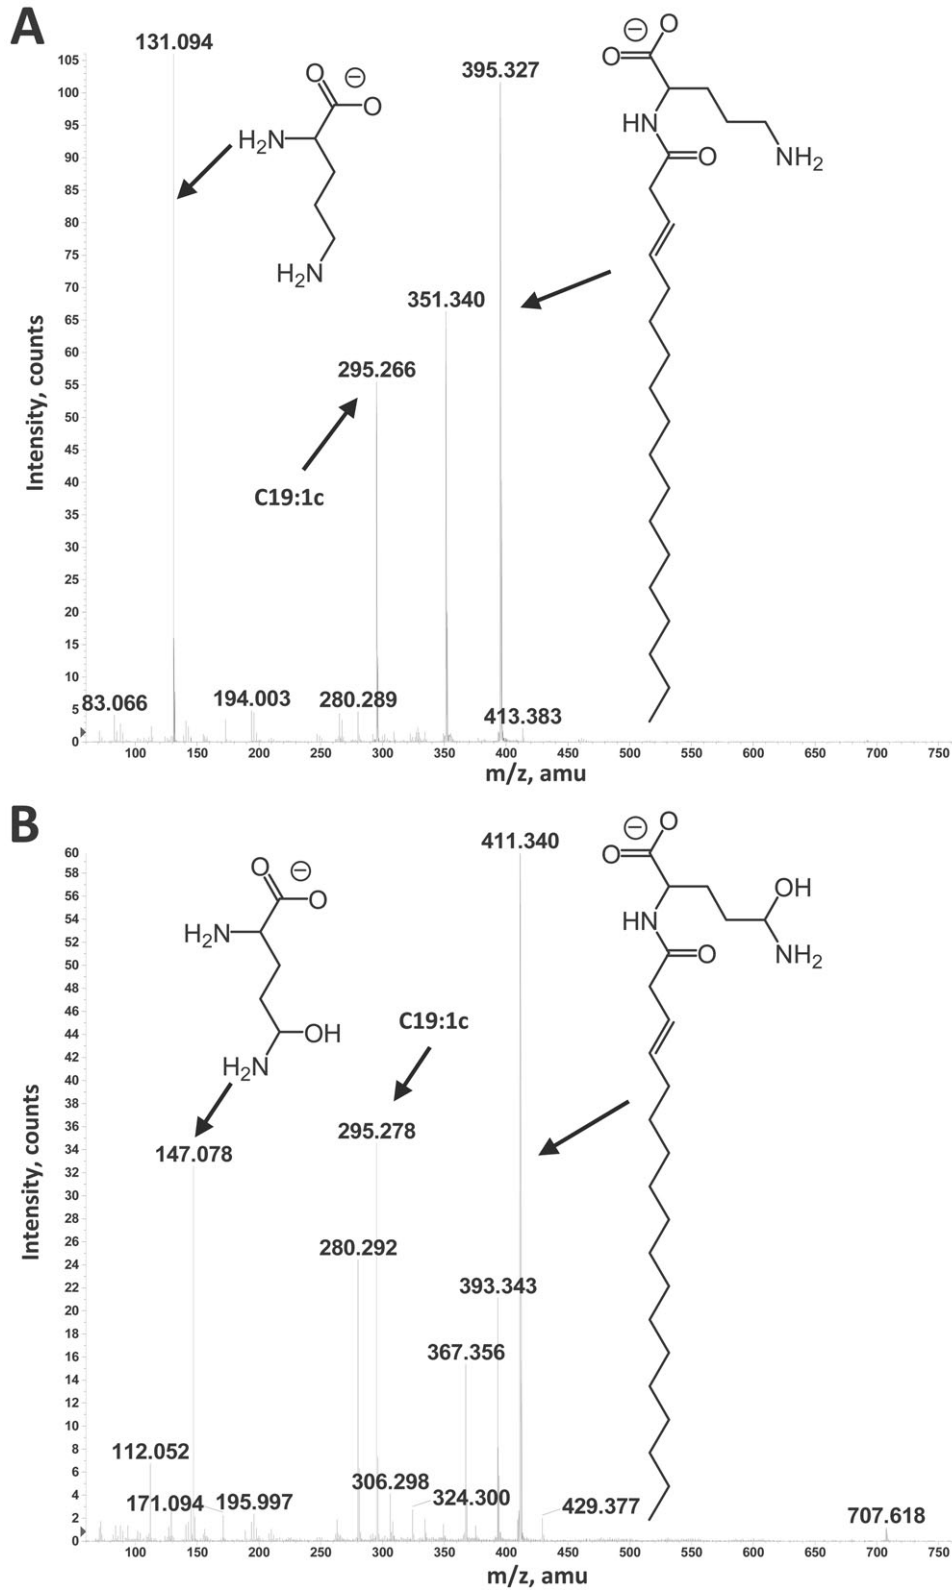 A
131.094
395.327
351.340
295.266
C19:1c
83.066
194.003
280.289
413.383
O
O
H₂N
H₂N
⊖
O
O
HN
O
NH₂
⊖
Intensity, counts
105
100
95
90
85
80
75
70
65
60
55
50
45
40
35
30
25
20
15
10
5
0
100 150 200 250 300 350 400 450 500 550 600 650 700 750
m/z, amu
B
411.340
C19:1c
295.278
147.078
280.292
393.343
367.356
112.052
171.094
195.997
306.298
324.300
429.377
707.618
O
O
H₂N
OH
H₂N
⊖
O
O
OH
HN
NH₂
O
⊖
Intensity, counts
60
58
56
54
52
50
48
46
44
42
40
38
36
34
32
30
28
26
24
22
20
18
16
14
12
10
8
6
4
2
0
100 150 200 250 300 350 400 450 500 550 600 650 700 750
m/z, amu